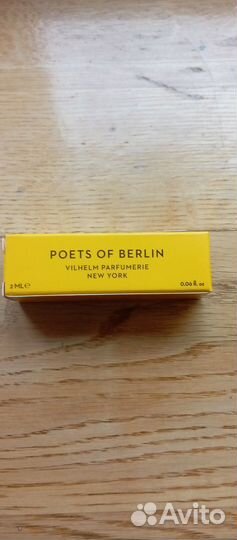 POETS OF BERLIN
VILHELM PARFUMERIE
NEW YORK
2 ML℮
0.06 fl. oz
Avito